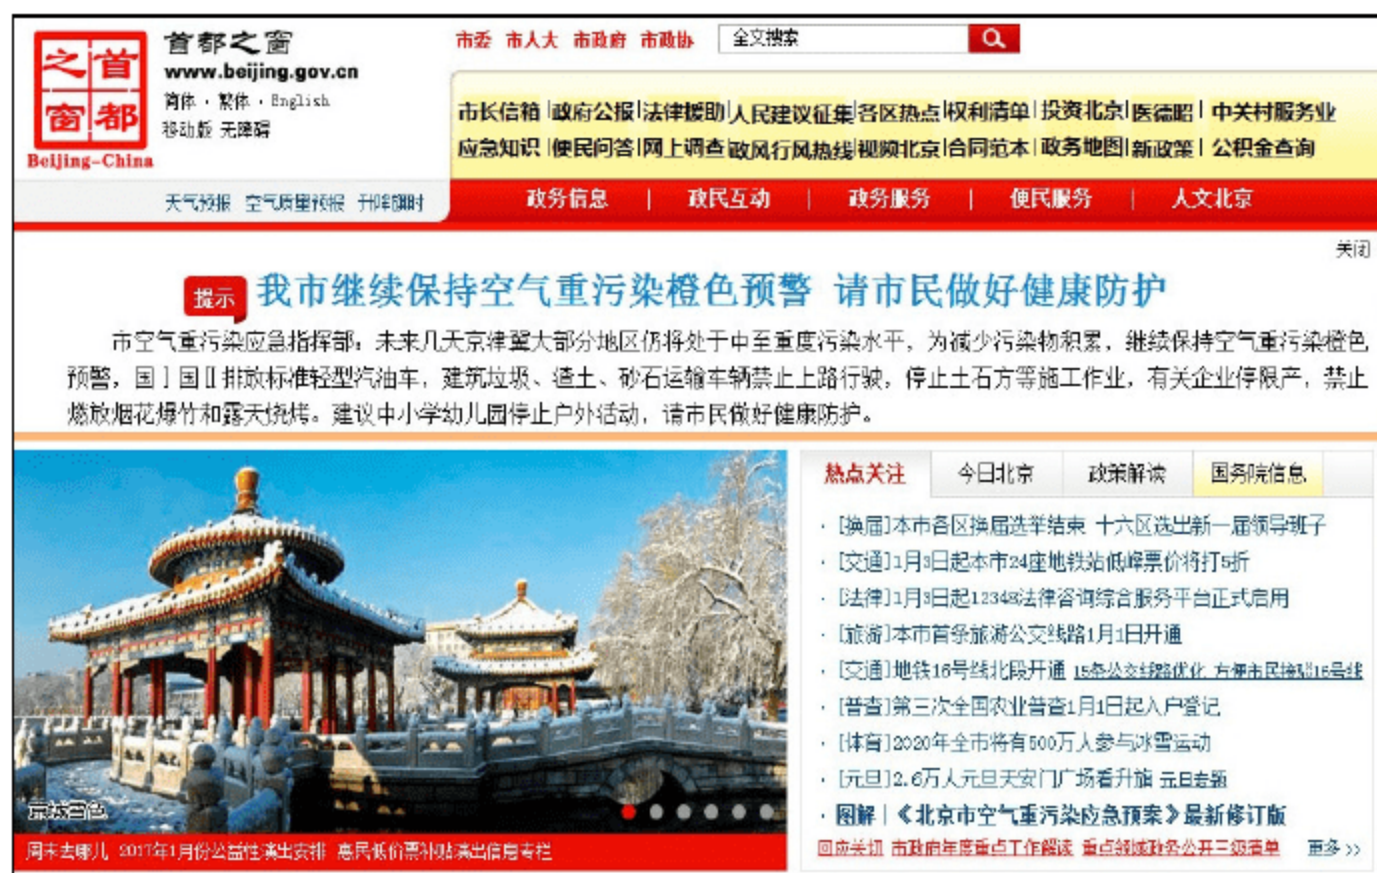 首都之窗
Beijing-China
首都之窗
www.beijing.gov.cn
简体 · 繁体 · English
移动版 无障碍
市委 市人大 市政府 市政协 全文搜索
市长信箱|政府公报|法律援助|人民建议征集|各区热点|权利清单|投资北京|医德昭| 中关村服务业
应急知识|便民问答|网上调查|政风行风热线|视频北京|合同范本|政务地图|新政策| 公积金查询
天气预报 空气质量预报 升降旗时
政务信息 | 政民互动 | 政务服务 | 便民服务 | 人文北京
关闭
提示 我市继续保持空气重污染橙色预警 请市民做好健康防护
市空气重污染应急指挥部:未来几天京津冀大部分地区仍将处于中至重度污染水平,为减少污染物积累,继续保持空气重污染橙色
预警,国Ⅰ国Ⅱ排放标准轻型汽油车,建筑垃圾、渣土、砂石运输车辆禁止上路行驶,停止土石方等施工作业,有关企业停限产,禁止
燃放烟花爆竹和露天烧烤。建议中小学幼儿园停止户外活动,请市民做好健康防护。
热点关注 今日北京 政策解读 国务院信息
· [换届]本市各区换届选举结束 十六区选出新一届领导班子
· [交通]1月3日起本市24座地铁站低峰票价将打5折
· [法律]1月3日起12348法律咨询综合服务平台正式启用
· [旅游]本市首条旅游公交线路1月1日开通
· [交通]地铁16号线北段开通 15条公交线路优化 方便市民接驳16号线
· [普查]第三次全国农业普查1月1日起入户登记
· [体育]2020年全市将有500万人参与冰雪运动
· [元旦]2.6万人元旦天安门广场看升旗 元旦专题
· 图解|《北京市空气重污染应急预案》最新修订版
回应关切 市政府年度重点工作解读 重点领域政务公开三级清单 更多>>
京城雪色
周末去哪儿 2017年1月份公益性演出安排 惠民低价票补贴演出信息专栏